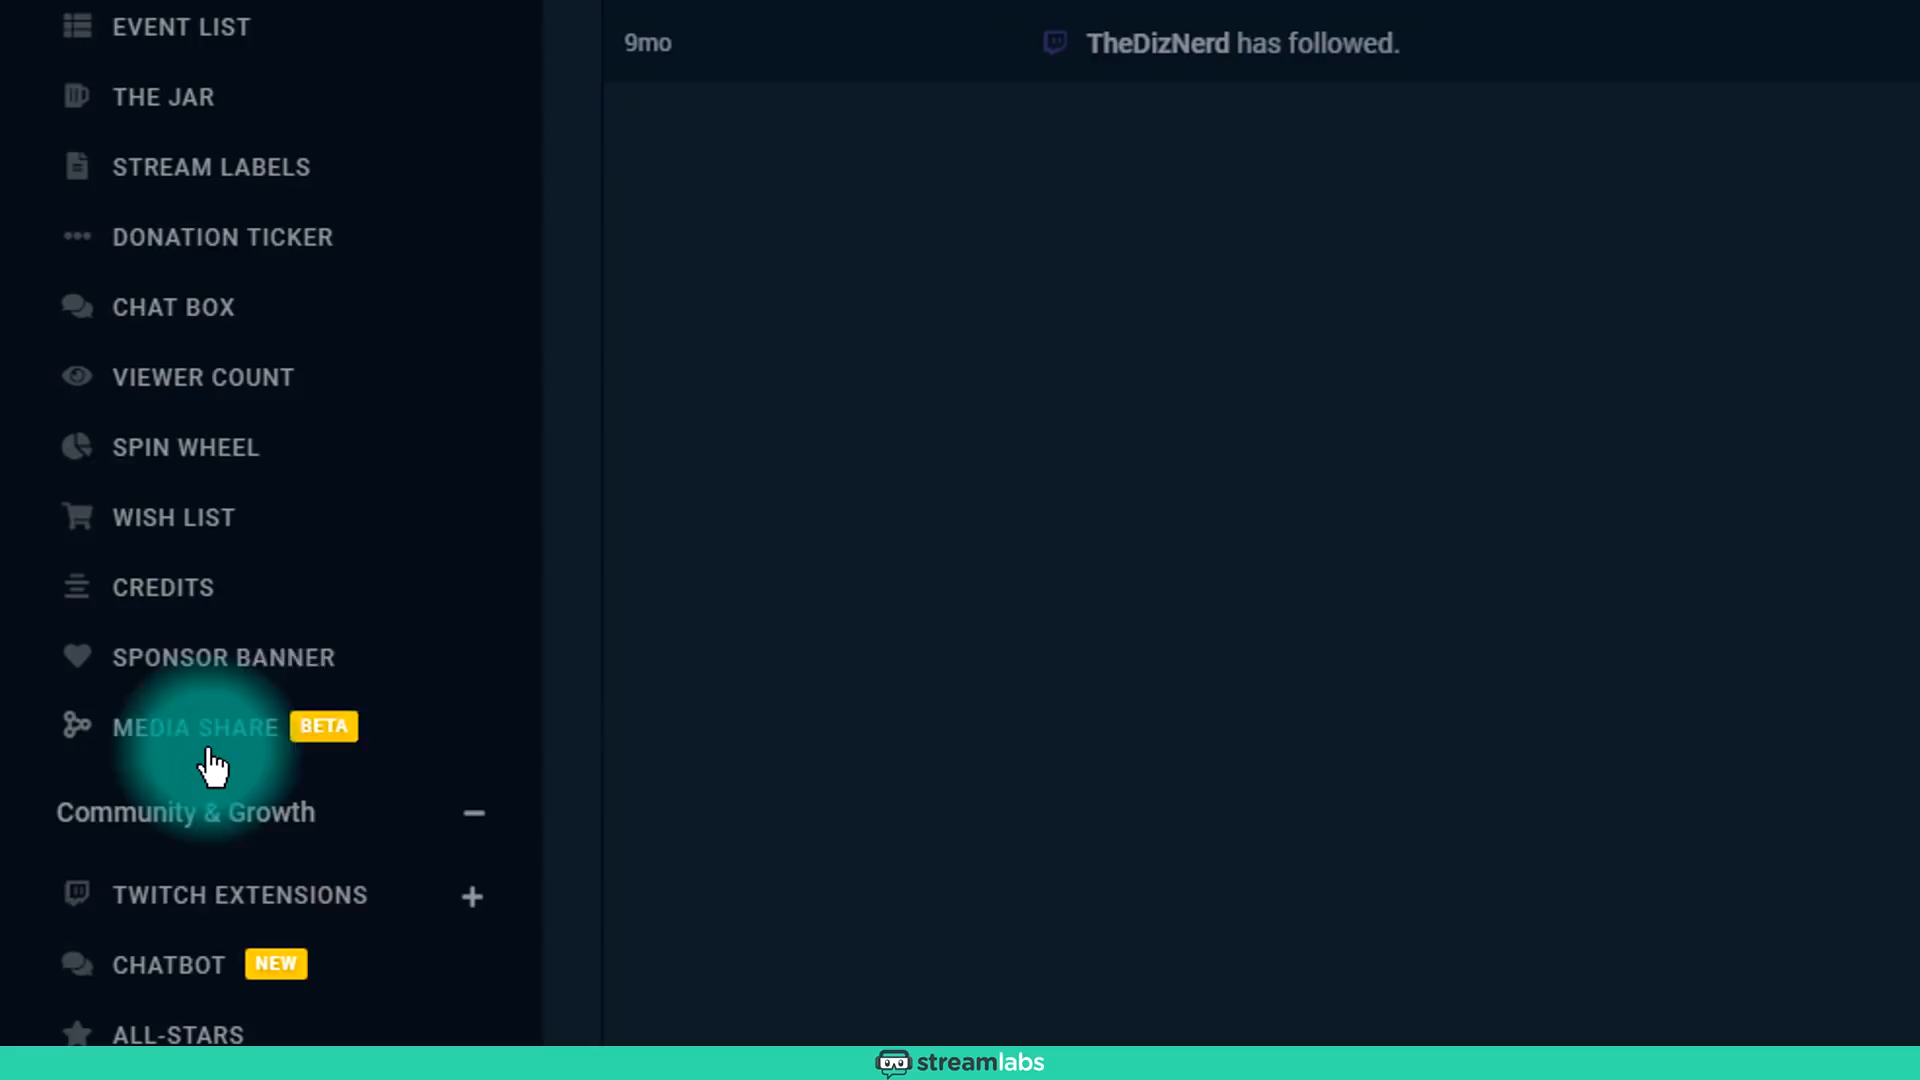 EVENT LIST
9mo
TheDizNerd has followed.
THE JAR
STREAM LABELS
DONATION TICKER
CHAT BOX
VIEWER COUNT
SPIN WHEEL
WISH LIST
CREDITS
SPONSOR BANNER
MEDIA SHARE BETA
Community & Growth
TWITCH EXTENSIONS
CHATBOT NEW
ALL-STARS
streamlabs